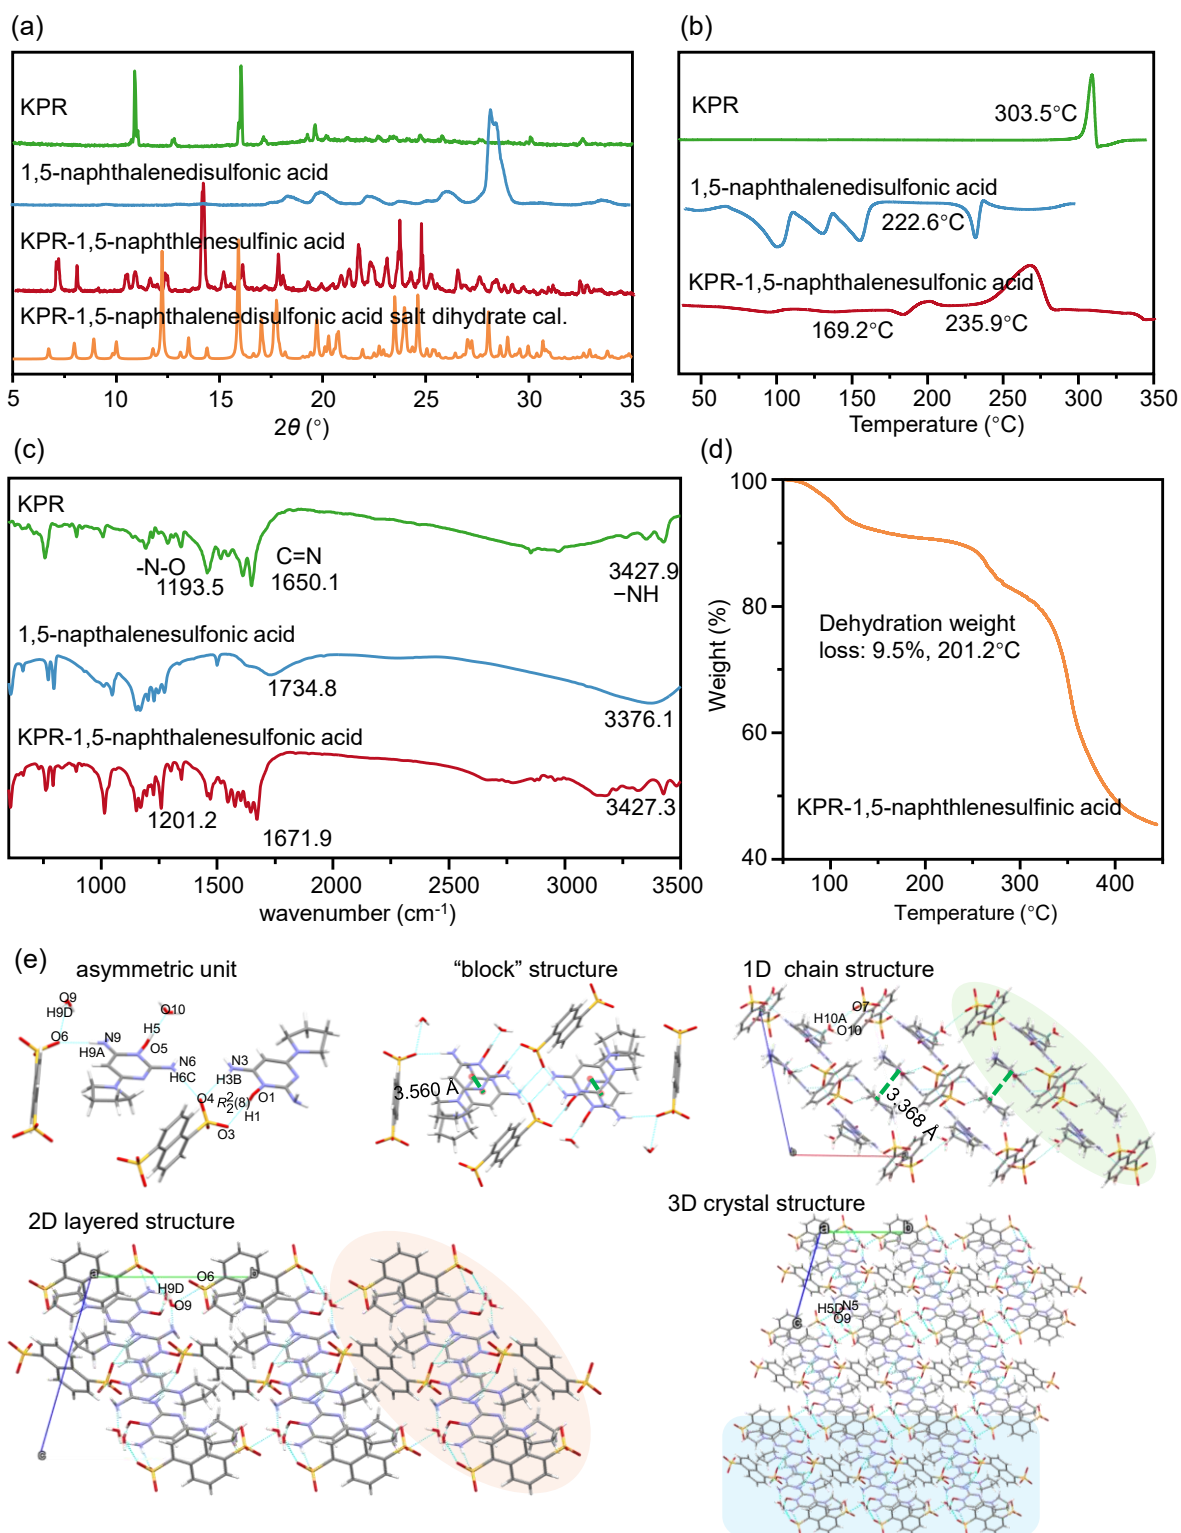 (a)
KPR
1,5-naphthalenedisulfonic acid
KPR-1,5-naphthlenesulfinic acid
KPR-1,5-naphthalenedisulfonic acid salt dihydrate cal.
5 10 15 20 25 30 35
2θ (°)
(b)
KPR
303.5°C
1,5-naphthalenedisulfonic acid
222.6°C
KPR-1,5-naphthalenesulfonic acid
169.2°C
235.9°C
50 100 150 200 250 300 350
Temperature (°C)
(c)
KPR
-N-O
1193.5
C=N
1650.1
3427.9
−NH
1,5-napthalenesulfonic acid
1734.8
3376.1
KPR-1,5-naphthalenesulfonic acid
1201.2
1671.9
3427.3
1000 1500 2000 2500 3000 3500
wavenumber (cm-1)
(d)
100
80
60
40
Weight (%)
Dehydration weight
loss: 9.5%, 201.2°C
KPR-1,5-naphthlenesulfinic acid
100 200 300 400
Temperature (°C)
(e)
asymmetric unit
O9
H9D
O6
N9
H9A
O10
H5
O5
N6
H6C
N3
H3B
O4
R22(8)
O1
H1
O3
"block" structure
3.560 Å
1D chain structure
O7
H10A
O10
3.368 Å
2D layered structure
a
O6
b
H9D
O9
c
3D crystal structure
a
b
H5D
N5
O9
c